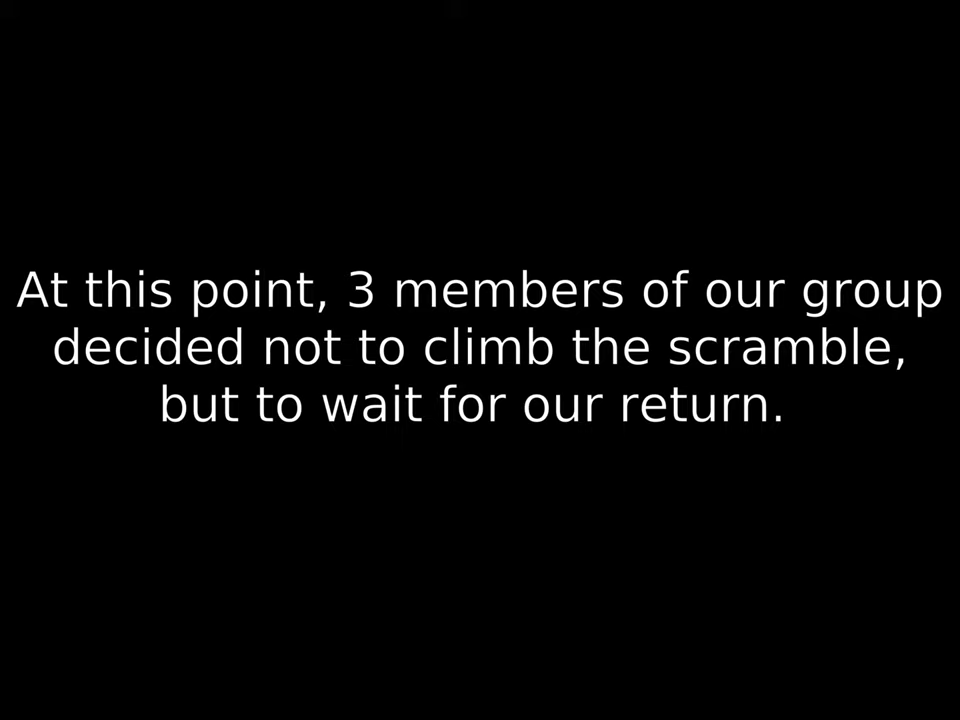 At this point, 3 members of our group
decided not to climb the scramble,
but to wait for our return.